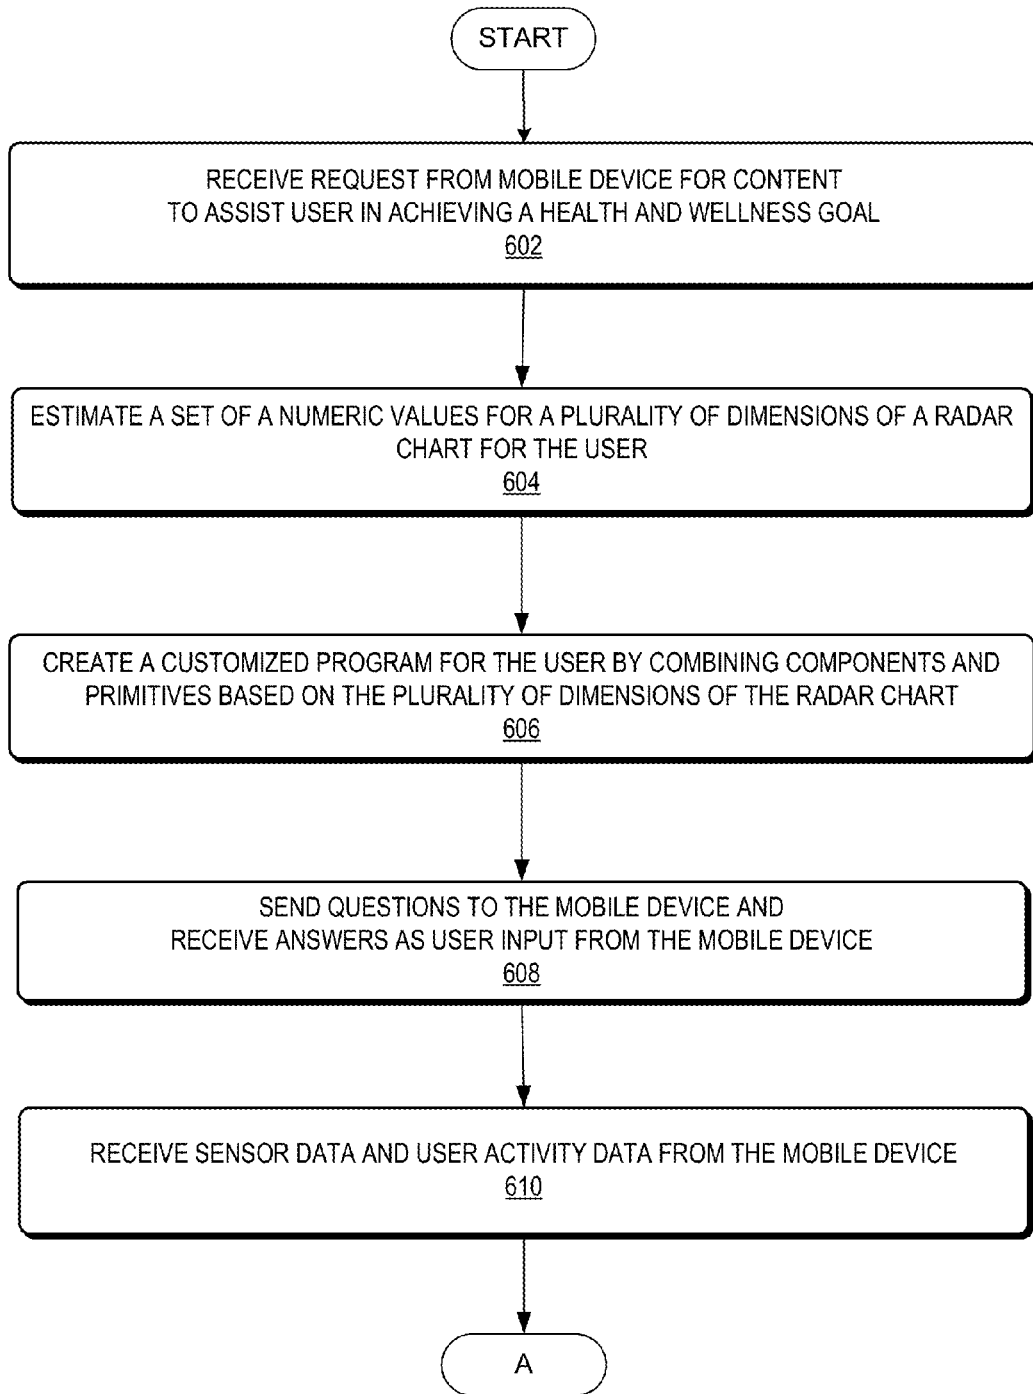 START
RECEIVE REQUEST FROM MOBILE DEVICE FOR CONTENT
TO ASSIST USER IN ACHIEVING A HEALTH AND WELLNESS GOAL
602
ESTIMATE A SET OF A NUMERIC VALUES FOR A PLURALITY OF DIMENSIONS OF A RADAR
CHART FOR THE USER
604
CREATE A CUSTOMIZED PROGRAM FOR THE USER BY COMBINING COMPONENTS AND
PRIMITIVES BASED ON THE PLURALITY OF DIMENSIONS OF THE RADAR CHART
606
SEND QUESTIONS TO THE MOBILE DEVICE AND
RECEIVE ANSWERS AS USER INPUT FROM THE MOBILE DEVICE
608
RECEIVE SENSOR DATA AND USER ACTIVITY DATA FROM THE MOBILE DEVICE
610
A